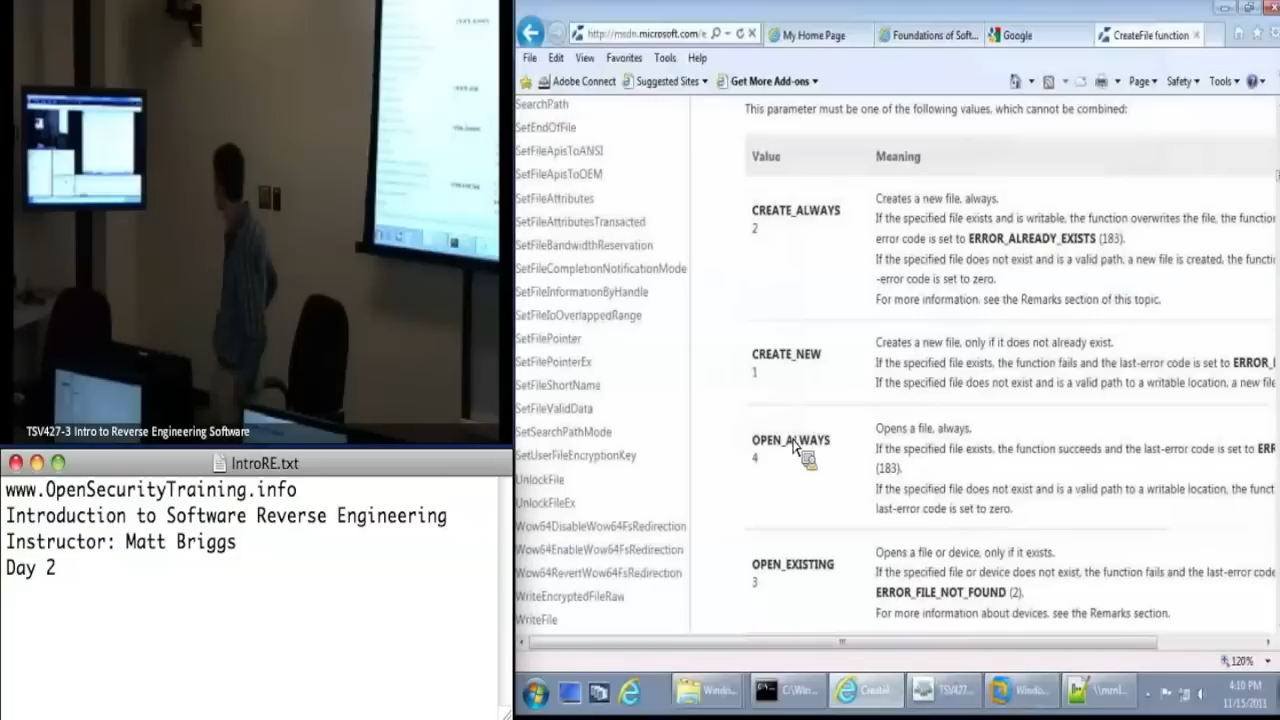 TSV427-3 Intro to Reverse Engineering Software
IntroRE.txt
www.OpenSecurityTraining.info
Introduction to Software Reverse Engineering
Instructor: Matt Briggs
Day 2
http://msdn.microsoft.com/e
My Home Page
Foundations of Soft...
Google
CreateFile function
File Edit View Favorites Tools Help
Adobe Connect
Suggested Sites
Get More Add-ons
Page
Safety
Tools
SearchPath
SetEndOfFile
SetFileApisToANSI
SetFileApisToOEM
SetFileAttributes
SetFileAttributesTransacted
SetFileBandwidthReservation
SetFileCompletionNotificationMode
SetFileInformationByHandle
SetFileIoOverlappedRange
SetFilePointer
SetFilePointerEx
SetFileShortName
SetFileValidData
SetSearchPathMode
SetUserFileEncryptionKey
UnlockFile
UnlockFileEx
Wow64DisableWow64FsRedirection
Wow64EnableWow64FsRedirection
Wow64RevertWow64FsRedirection
WriteEncryptedFileRaw
WriteFile
This parameter must be one of the following values, which cannot be combined:
Value Meaning
CREATE_ALWAYS
2
Creates a new file, always.
If the specified file exists and is writable, the function overwrites the file, the functio
error code is set to ERROR_ALREADY_EXISTS (183).
If the specified file does not exist and is a valid path, a new file is created, the functi
-error code is set to zero.
For more information, see the Remarks section of this topic.
CREATE_NEW
1
Creates a new file, only if it does not already exist.
If the specified file exists, the function fails and the last-error code is set to ERROR_
If the specified file does not exist and is a valid path to a writable location, a new file
OPEN_ALWAYS
4
Opens a file, always.
If the specified file exists, the function succeeds and the last-error code is set to ERR
(183).
If the specified file does not exist and is a valid path to a writable location, the funct
last-error code is set to zero.
OPEN_EXISTING
3
Opens a file or device, only if it exists.
If the specified file or device does not exist, the function fails and the last-error code
ERROR_FILE_NOT_FOUND (2).
For more information about devices, see the Remarks section.
120%
Windo...
C:\Win...
Createl
TSV427...
Windo...
\\mml...
4:10 PM
11/15/2011